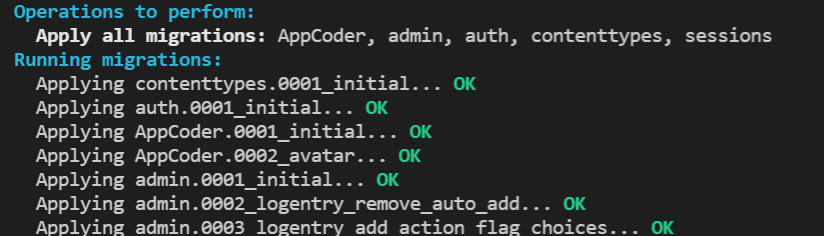 Operations to perform:
Apply all migrations: AppCoder, admin, auth, contenttypes, sessions
Running migrations:
Applying contenttypes.0001_initial... OK
Applying auth.0001_initial... OK
Applying AppCoder.0001_initial... OK
Applying AppCoder.0002_avatar... OK
Applying admin.0001_initial... OK
Applying admin.0002_logentry_remove_auto_add... OK
Applying admin.0003_logentry_add_action_flag_choices... OK